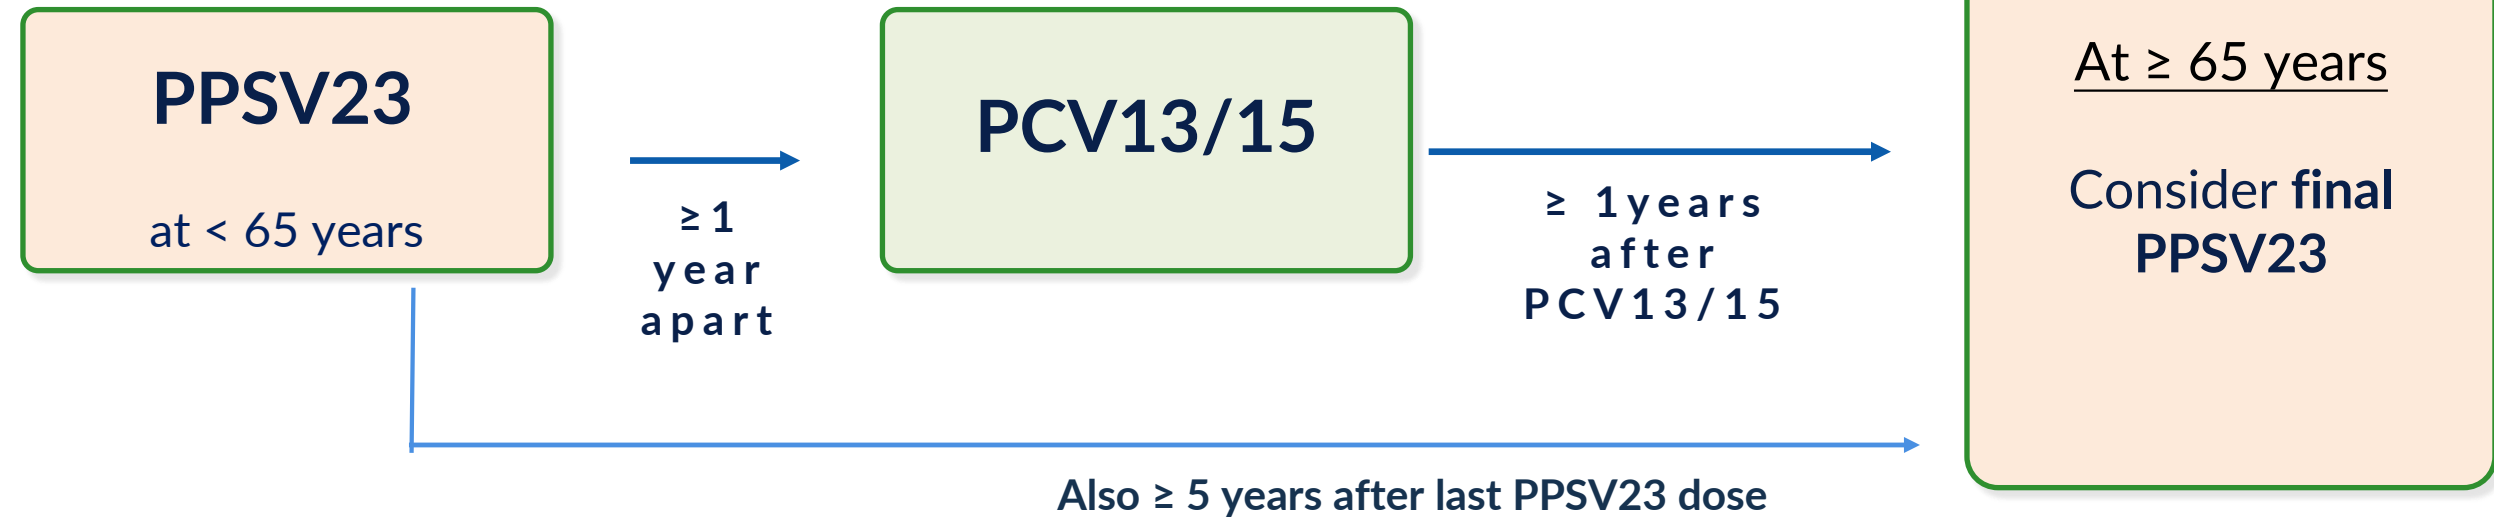 PPSV23
at < 65 years
≥1
year
apart
PCV13/15
≥ 1years
after
PCV13/15
At ≥ 65 years
Consider final
PPSV23
Also ≥ 5 years after last PPSV23 dose